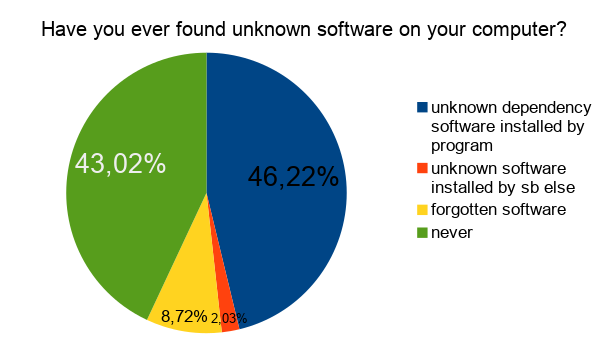 Have you ever found unknown software on your computer?
43,02%
46,22%
8,72%
2,03%
unknown dependency
software installed by
program
unknown software
installed by sb else
forgotten software
never